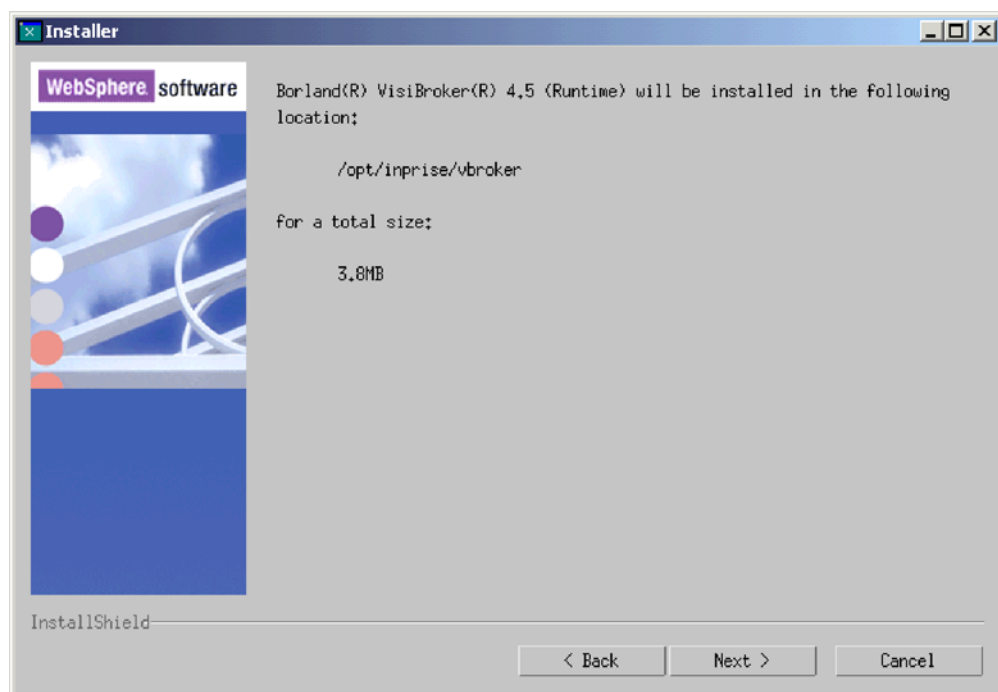 Installer
WebSphere software
Borland(R) VisiBroker(R) 4.5 (Runtime) will be installed in the following
location:
/opt/inprise/vbroker
for a total size:
3.8MB
InstallShield
< Back
Next >
Cancel